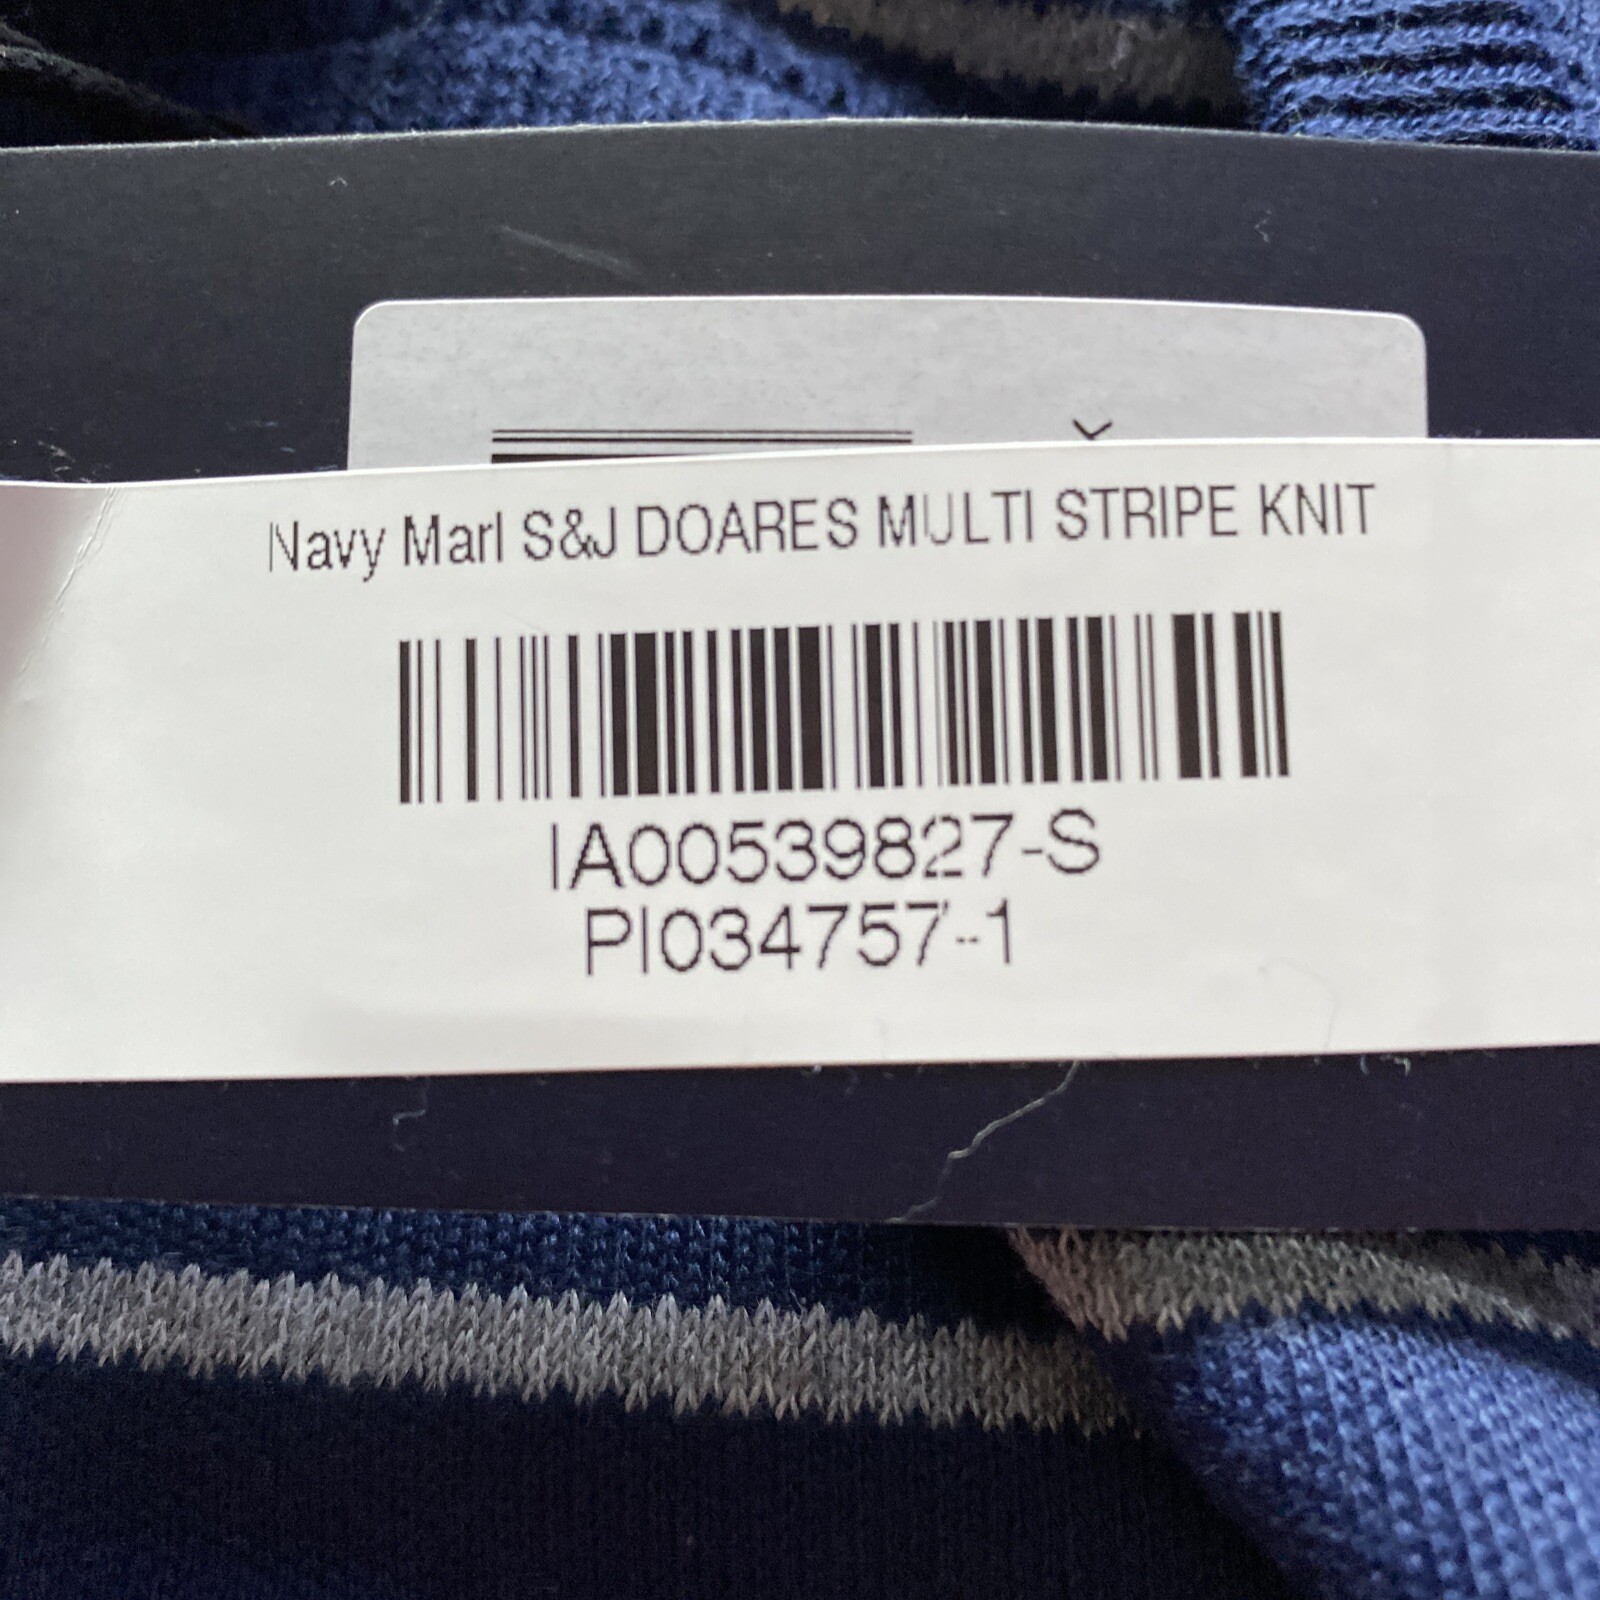 Navy Marl S&J DOARES MULTI STRIPE KNIT
IA00539827-S
PI034757-1